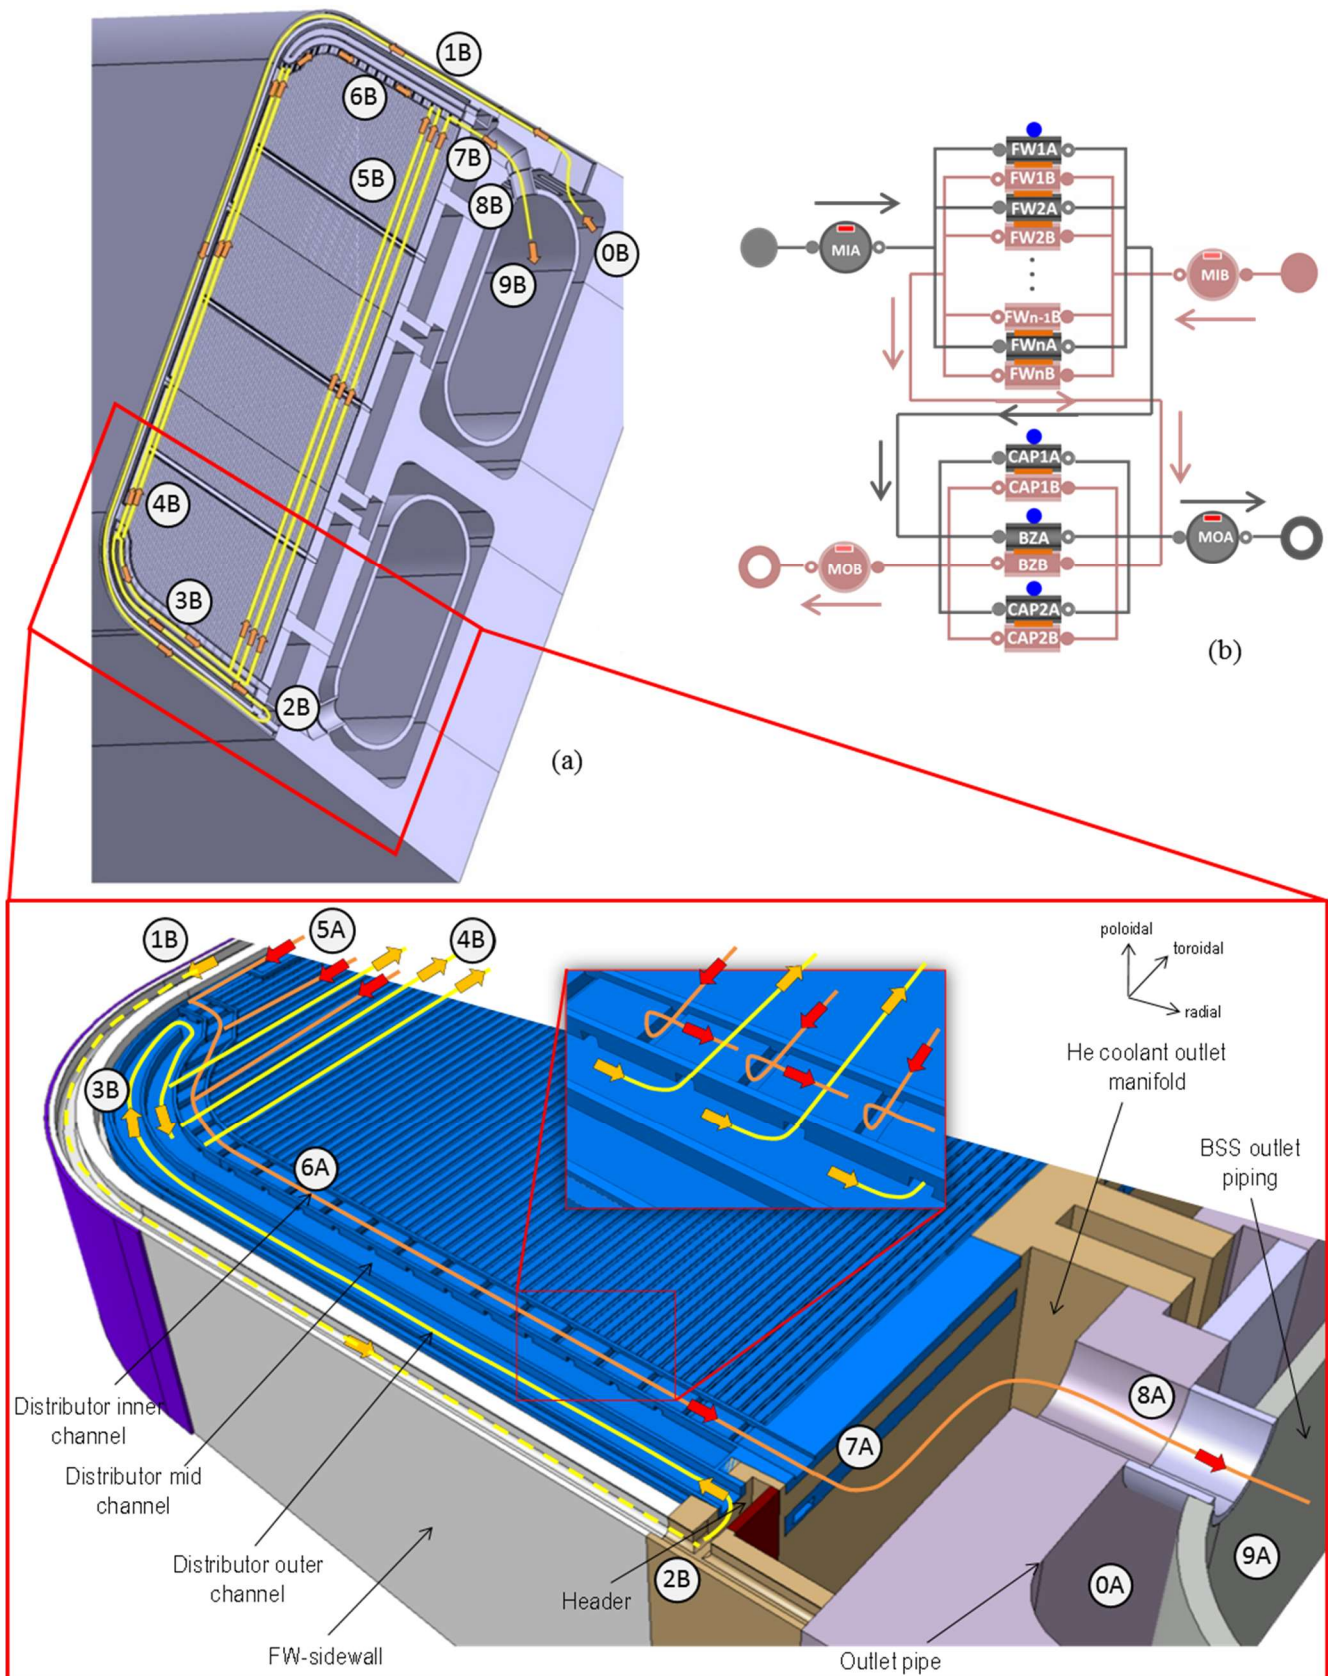 1B
6B
5B
7B
8B
0B
9B
4B
3B
2B
(a)
FW1A
FW1B
FW2A
FW2B
MIA
MIB
FWn-1B
FWnA
FWnB
CAP1A
CAP1B
BZA
BZB
MOA
MOB
CAP2A
CAP2B
(b)
1B
5A
4B
poloidal
toroidal
radial
He coolant outlet
manifold
BSS outlet
piping
3B
6A
8A
7A
Distributor inner
channel
Distributor mid
channel
Distributor outer
channel
FW-sidewall
2B
Header
0A
9A
Outlet pipe